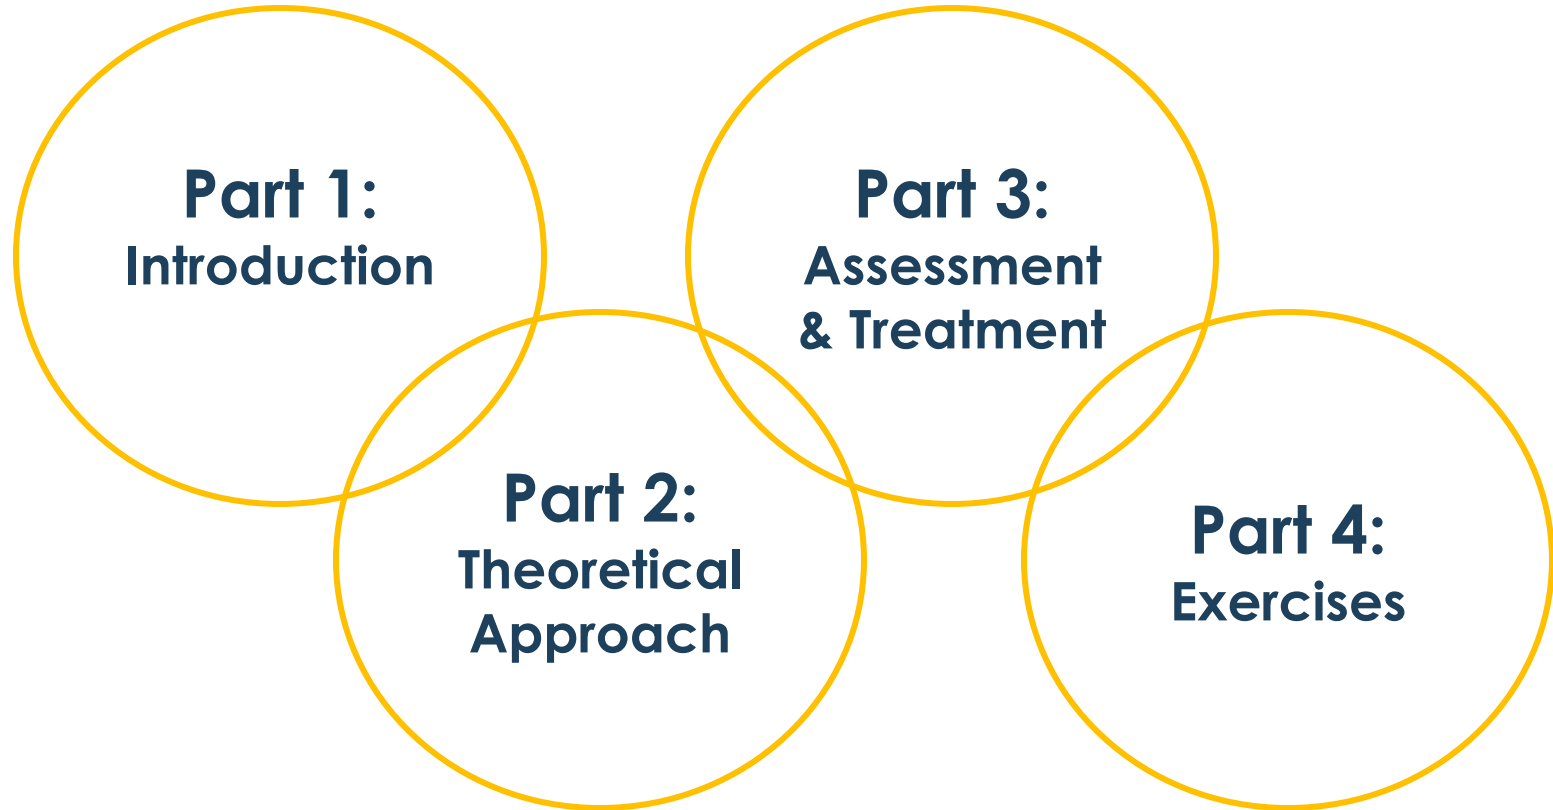 Part 1:
Introduction
Part 2:
Theoretical
Approach
Part 3:
Assessment
& Treatment
Part 4:
Exercises